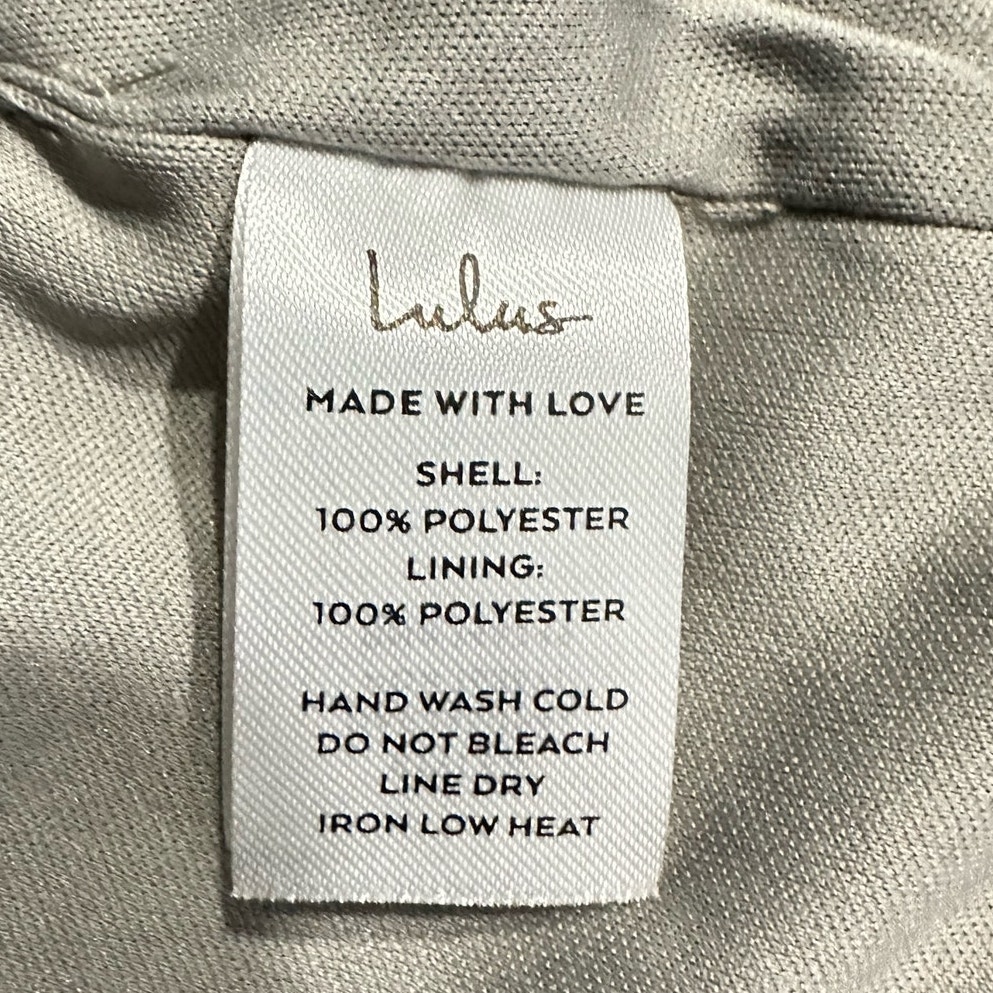 Lulus
MADE WITH LOVE
SHELL:
100% POLYESTER
LINING:
100% POLYESTER
HAND WASH COLD
DO NOT BLEACH
LINE DRY
IRON LOW HEAT